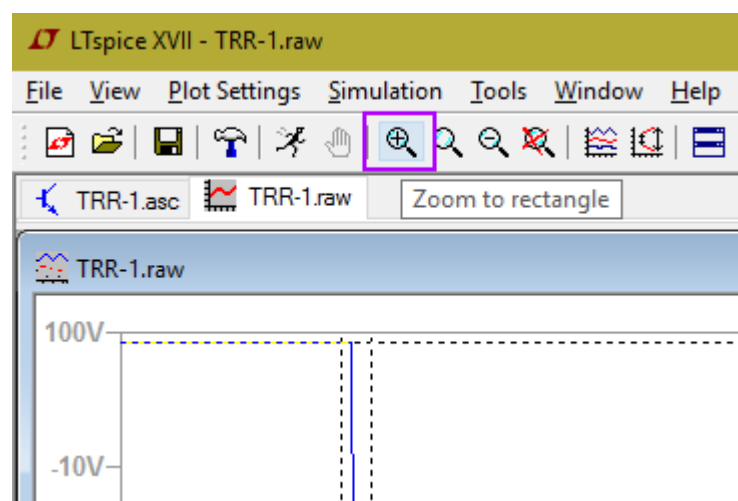 LTspice XVII - TRR-1.raw
File View Plot Settings Simulation Tools Window Help
TRR-1.asc TRR-1.raw Zoom to rectangle
TRR-1.raw
100V
-10V